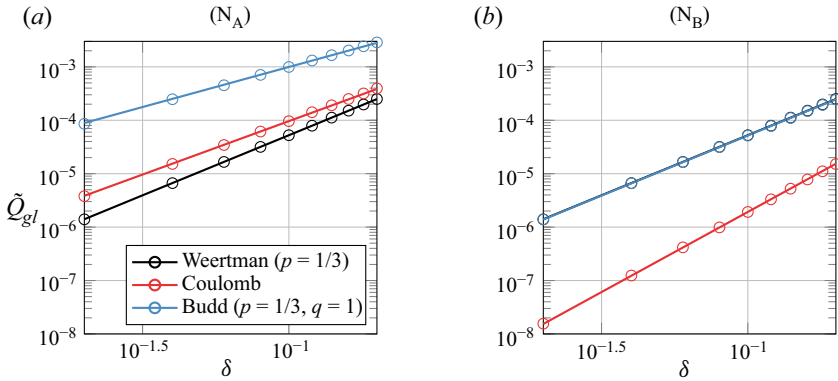 (a) (N_A)
10⁻³
10⁻⁴
10⁻⁵
Q̃_gl
10⁻⁶
10⁻⁷
10⁻⁸
Weertman (p = 1/3)
Coulomb
Budd (p = 1/3, q = 1)
10⁻¹·⁵ 10⁻¹
δ
(b) (N_B)
10⁻³
10⁻⁴
10⁻⁵
10⁻⁶
10⁻⁷
10⁻⁸
10⁻¹·⁵ 10⁻¹
δ